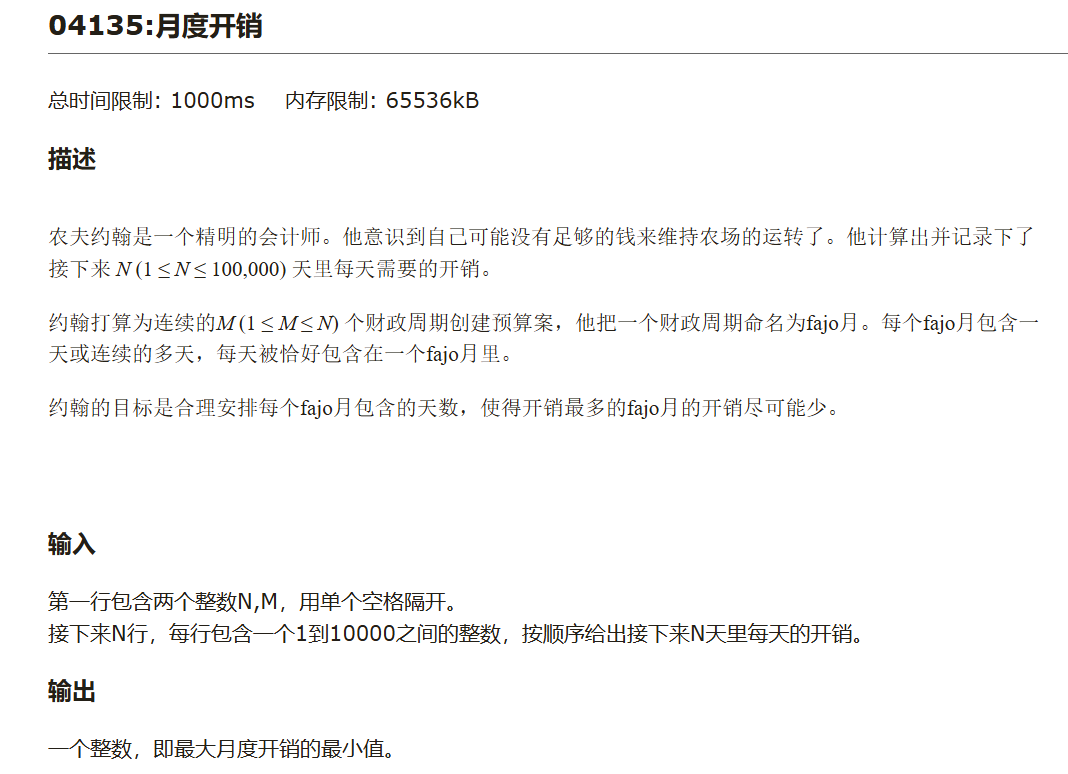 04135:月度开销
总时间限制: 1000ms 内存限制: 65536kB
描述
农夫约翰是一个精明的会计师。他意识到自己可能没有足够的钱来维持农场的运转了。他计算出并记录下了
接下来 N (1 ≤ N ≤ 100,000) 天里每天需要的开销。
约翰打算为连续的M (1 ≤ M ≤ N) 个财政周期创建预算案，他把一个财政周期命名为fajo月。每个fajo月包含一
天或连续的多天，每天被恰好包含在一个fajo月里。
约翰的目标是合理安排每个fajo月包含的天数，使得开销最多的fajo月的开销尽可能少。
输入
第一行包含两个整数N,M，用单个空格隔开。
接下来N行，每行包含一个1到10000之间的整数，按顺序给出接下来N天里每天的开销。
输出
一个整数，即最大月度开销的最小值。